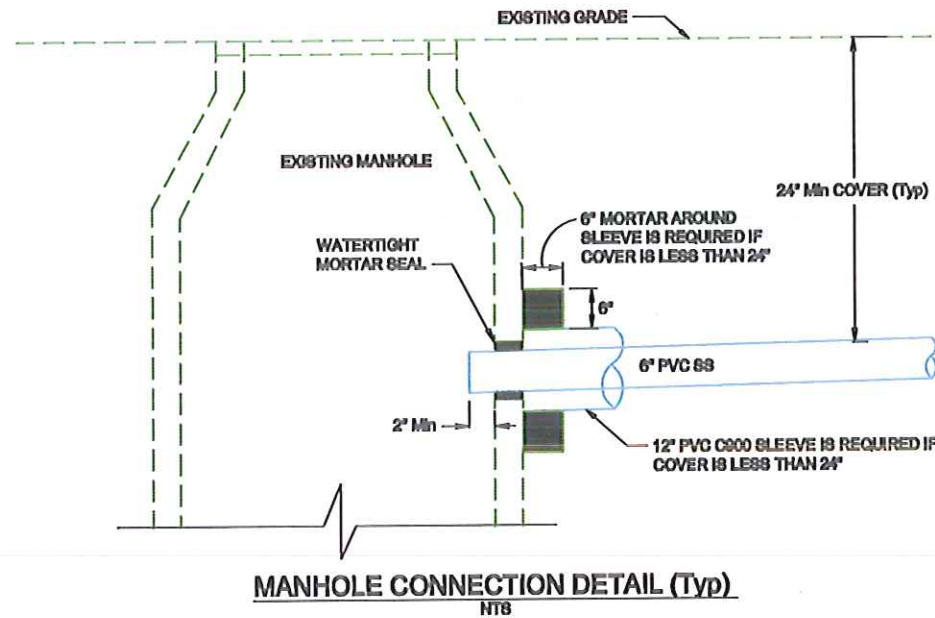 EXISTING GRADE
EXISTING MANHOLE
24" Min COVER (Typ)
6" MORTAR AROUND
SLEEVE IS REQUIRED IF
COVER IS LESS THAN 24"
WATERTIGHT
MORTAR SEAL
6"
6" PVC SS
2" Min
12" PVC C900 SLEEVE IS REQUIRED IF
COVER IS LESS THAN 24"
MANHOLE CONNECTION DETAIL (Typ)
NTS